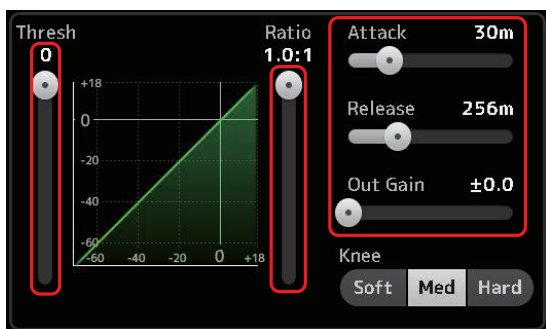 Thresh
0
Ratio
1.0:1
+18
0
-20
-40
-60
-60 -40 -20 0 +18
Attack 30m
Release 256m
Out Gain ±0.0
Knee
Soft Med Hard